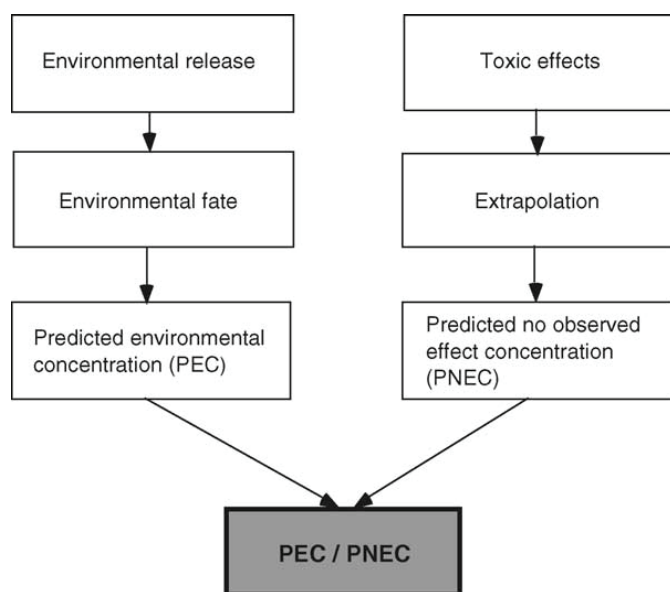 Environmental release
Toxic effects
Environmental fate
Extrapolation
Predicted environmental
concentration (PEC)
Predicted no observed
effect concentration
(PNEC)
PEC / PNEC